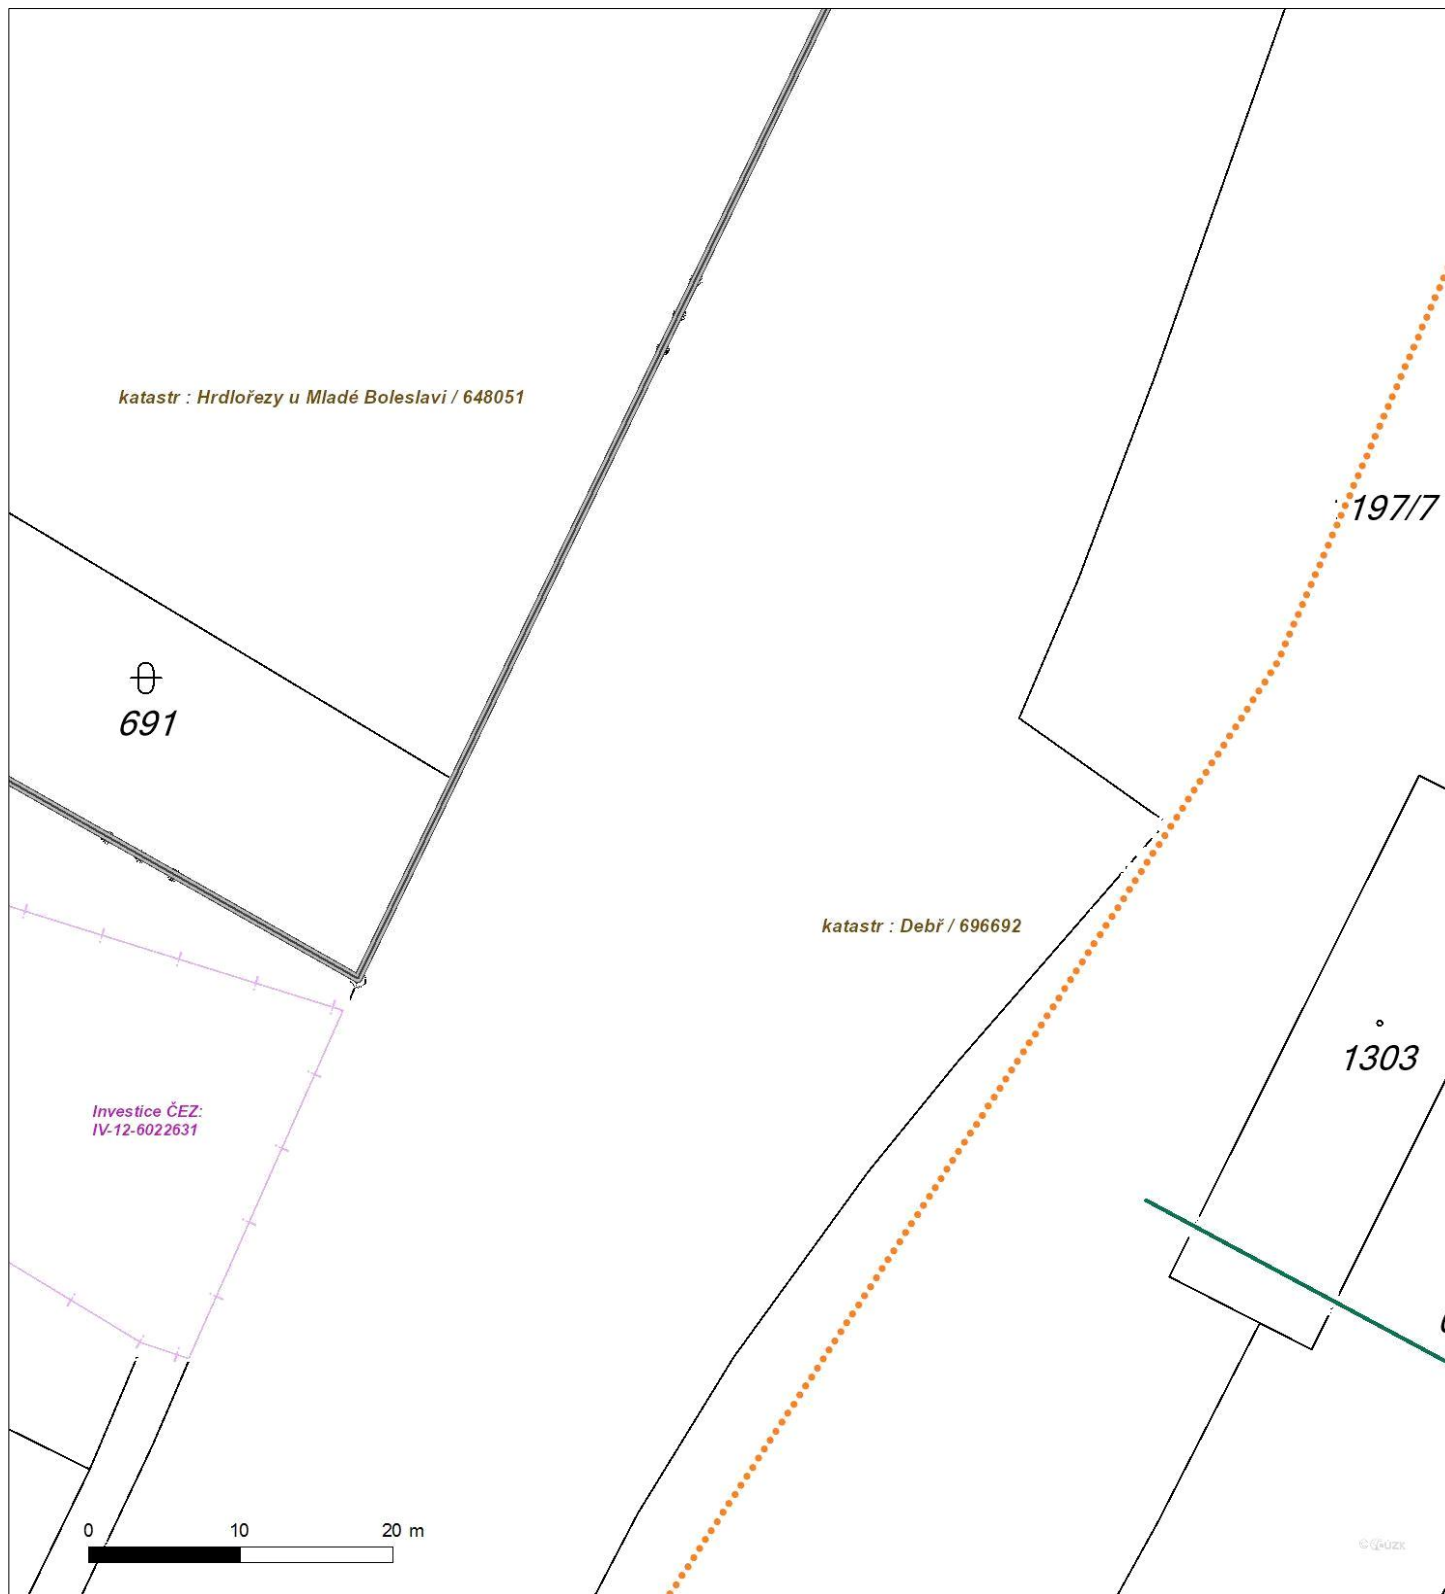 katastr : Hrdlořezy u Mladé Boleslavi / 648051
197/7
691
katastr : Debř / 696692
1303
Investice ČEZ:
IV-12-6022631
0 10 20 m